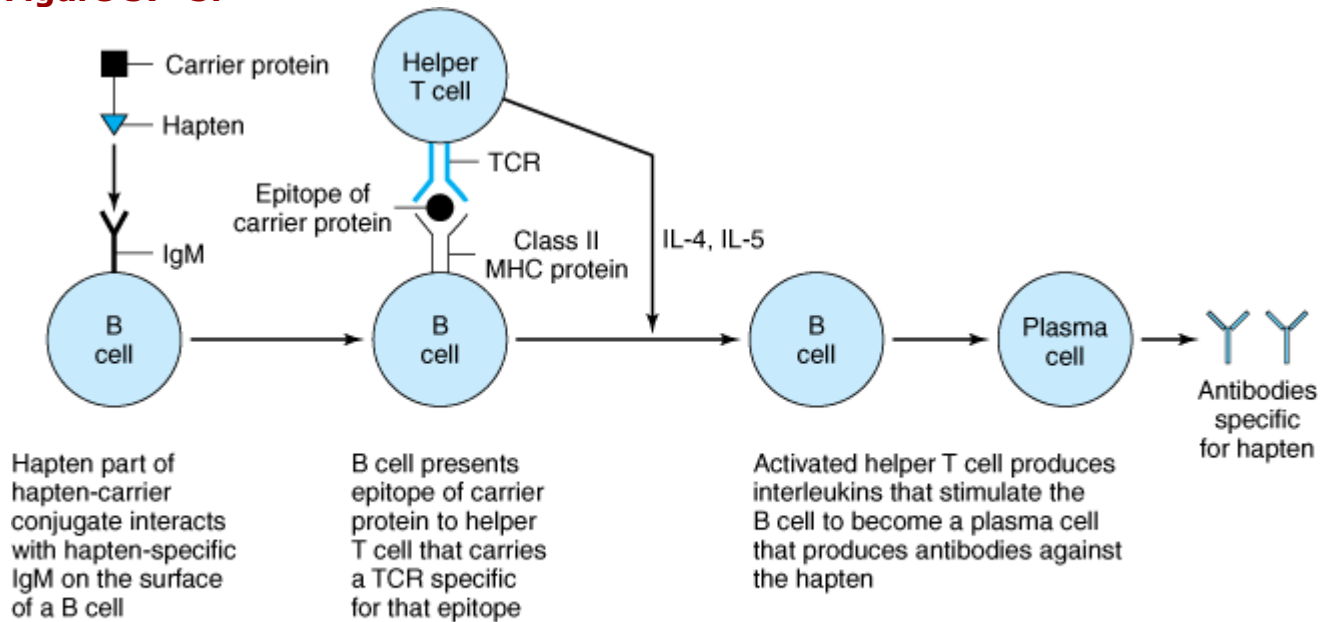 Carrier protein
Hapten
IgM
B
cell
Helper
T cell
TCR
Epitope of
carrier protein
Class II
MHC protein
B
cell
IL-4, IL-5
B
cell
Plasma
cell
Antibodies
specific
for hapten
Hapten part of
hapten-carrier
conjugate interacts
with hapten-specific
IgM on the surface
of a B cell
B cell presents
epitope of carrier
protein to helper
T cell that carries
a TCR specific
for that epitope
Activated helper T cell produces
interleukins that stimulate the
B cell to become a plasma cell
that produces antibodies against
the hapten